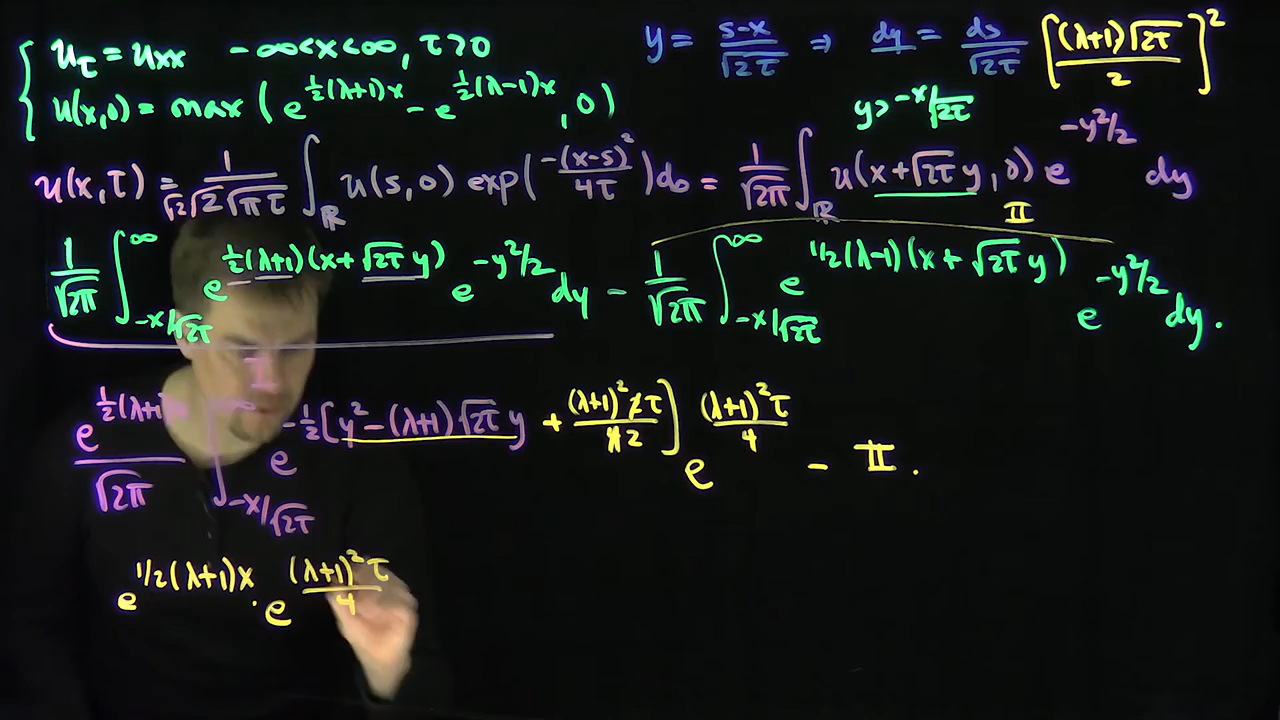 u_τ = u_xx  -∞<x<∞, τ>0
y = (s-x)/√2τ ⇒ dy = ds/√2τ  [(λ+1)√2τ/2]²
u(x,0) = max ( e^{½(λ+1)x} - e^{½(λ-1)x}, 0)
y > -x/√2τ
u(x,τ) = 1/(√2√2√πτ) ∫_ℝ u(s,0) exp(-(x-s)²/4τ) ds = 1/√2π ∫_ℝ u(x+√2τ y, 0) e^{-y²/2} dy
II
1/√2π ∫_{-x/√2τ}^∞ e^{½(λ+1)(x+√2τ y)} e^{-y²/2} dy - 1/√2π ∫_{-x/√2τ}^∞ e^{1/2(λ-1)(x+√2τ y)} e^{-y²/2} dy.
I
e^{½(λ+1)x}/√2π ∫_{-x/√2τ}^∞ e^{-½[y² - (λ+1)√2τ y + (λ+1)² 2τ/4 2]} e^{(λ+1)²τ/4} - II.
e^{1/2(λ+1)x} · e^{(λ+1)²τ/4}